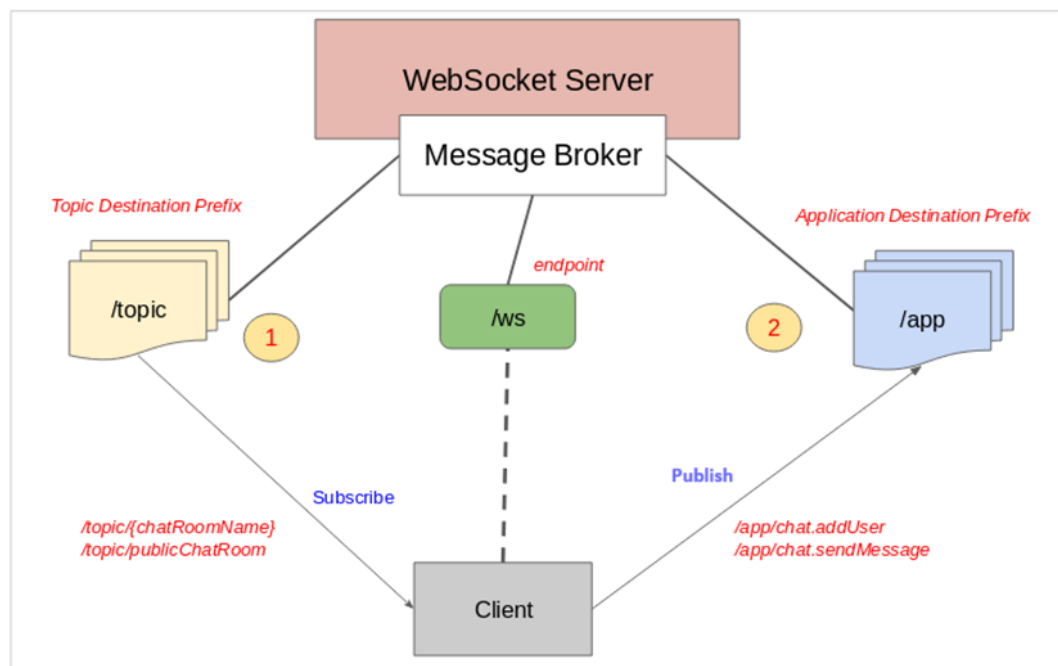 WebSocket Server
Message Broker
Topic Destination Prefix
Application Destination Prefix
endpoint
/topic
/ws
/app
1
2
Subscribe
Publish
/topic/{chatRoomName}
/topic/publicChatRoom
/app/chat.addUser
/app/chat.sendMessage
Client